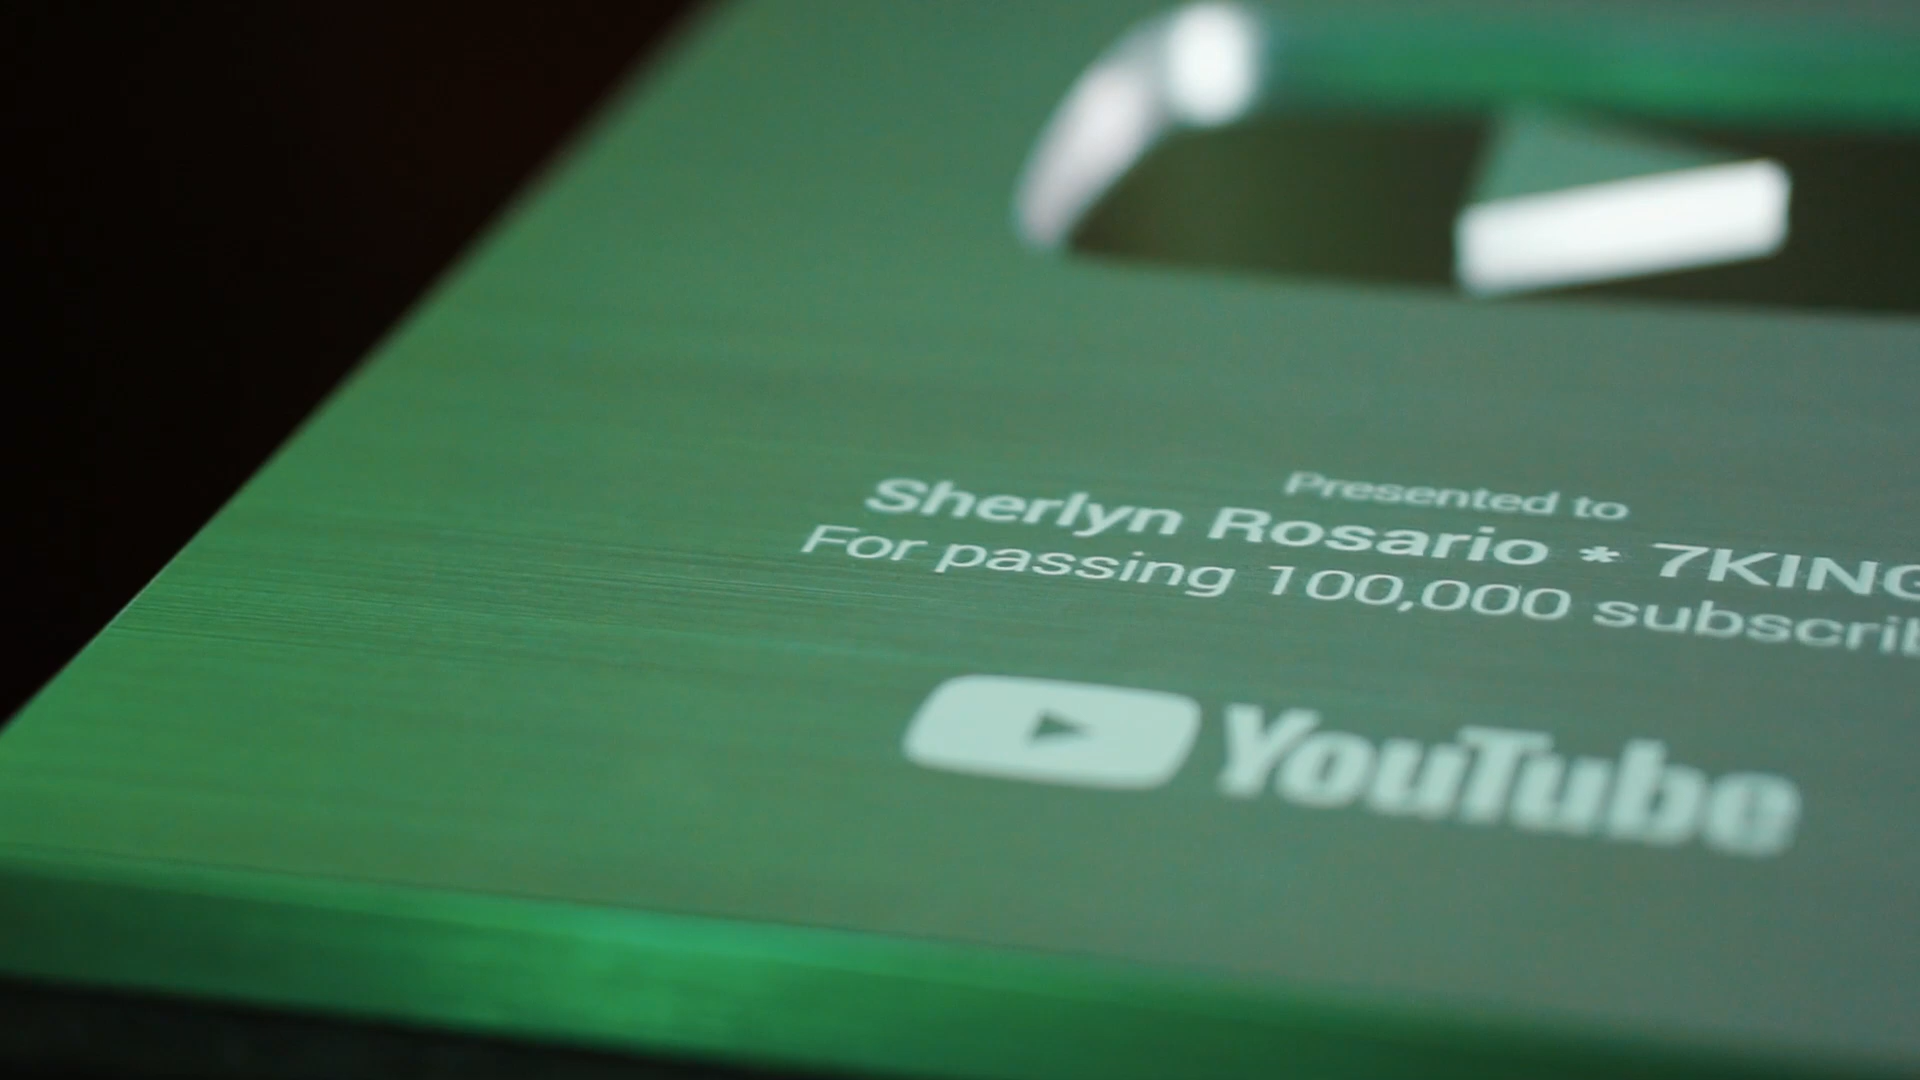 Presented to
Sherlyn Rosario * 7KING
For passing 100,000 subscrib
YouTube